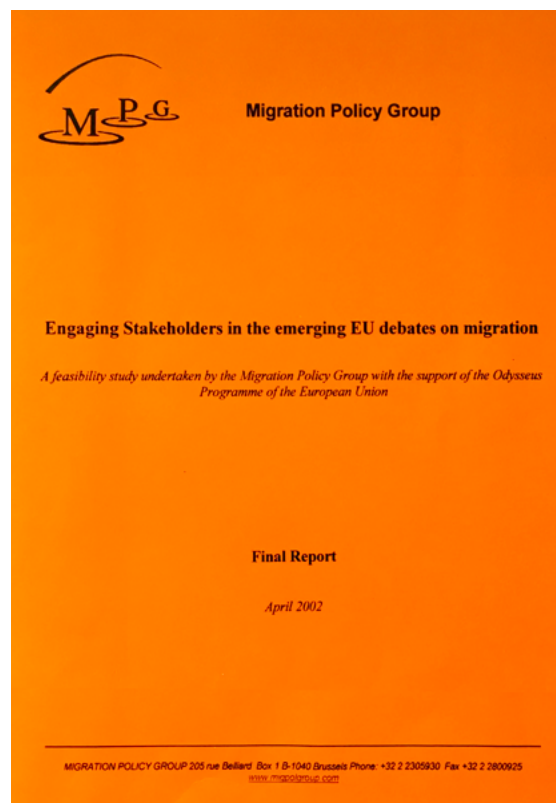 MPG
Migration Policy Group
Engaging Stakeholders in the emerging EU debates on migration
A feasibility study undertaken by the Migration Policy Group with the support of the Odysseus
Programme of the European Union
Final Report
April 2002
MIGRATION POLICY GROUP 205 rue Belliard Box 1 B-1040 Brussels Phone: +32 2 2305930 Fax +32 2 2800925
www.migpolgroup.com